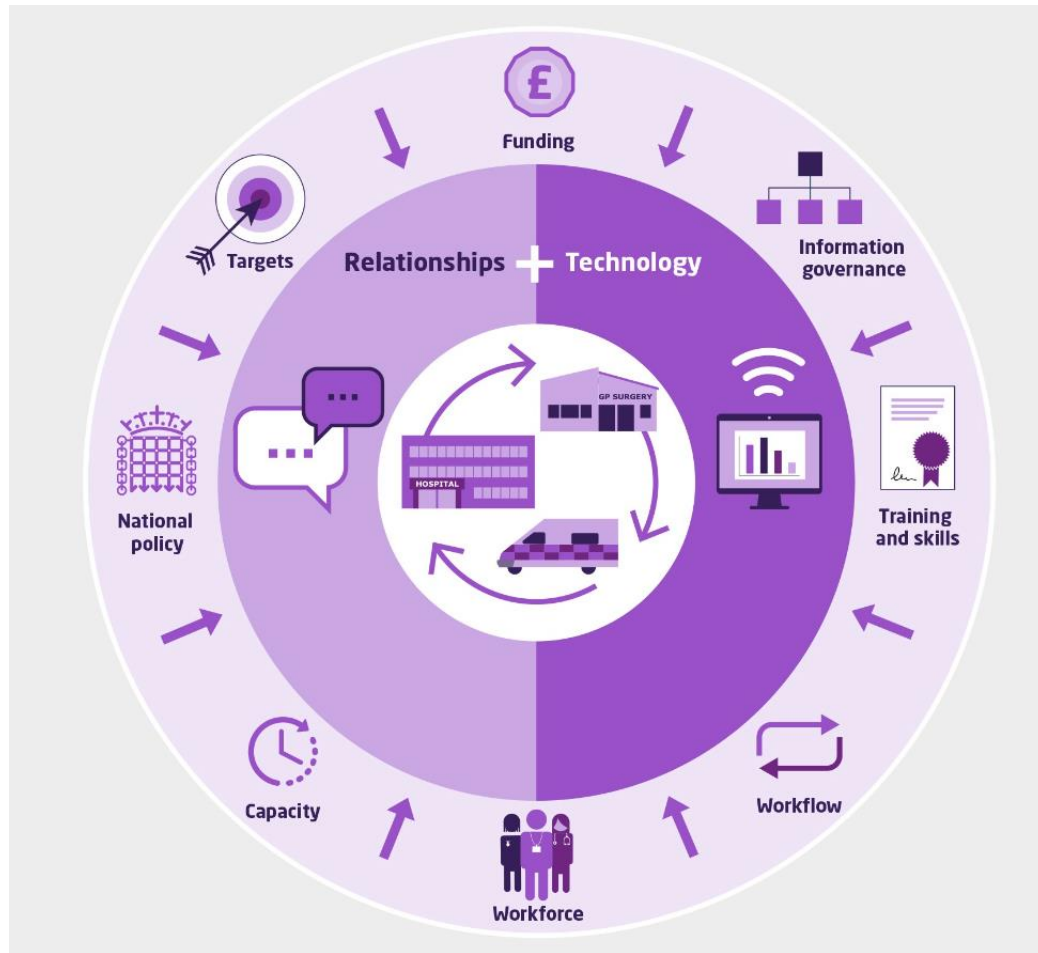 £
Funding
Targets
Information
governance
Relationships + Technology
GP SURGERY
HOSPITAL
National
policy
Training
and skills
Capacity
Workflow
Workforce